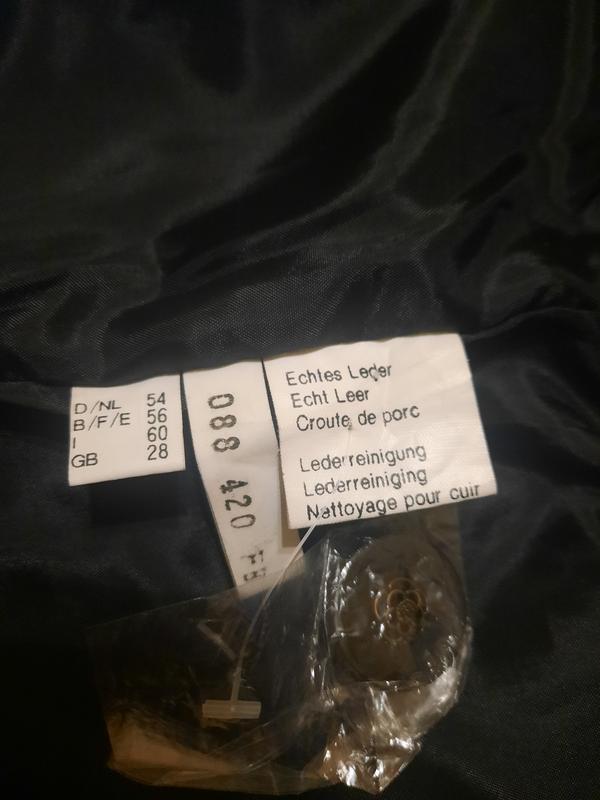 D/NL 54
B/F/E 56
I 60
GB 28
088 420
Echtes Leder
Echt Leer
Croute de porc
Lederreinigung
Lederreiniging
Nettoyage pour cuir